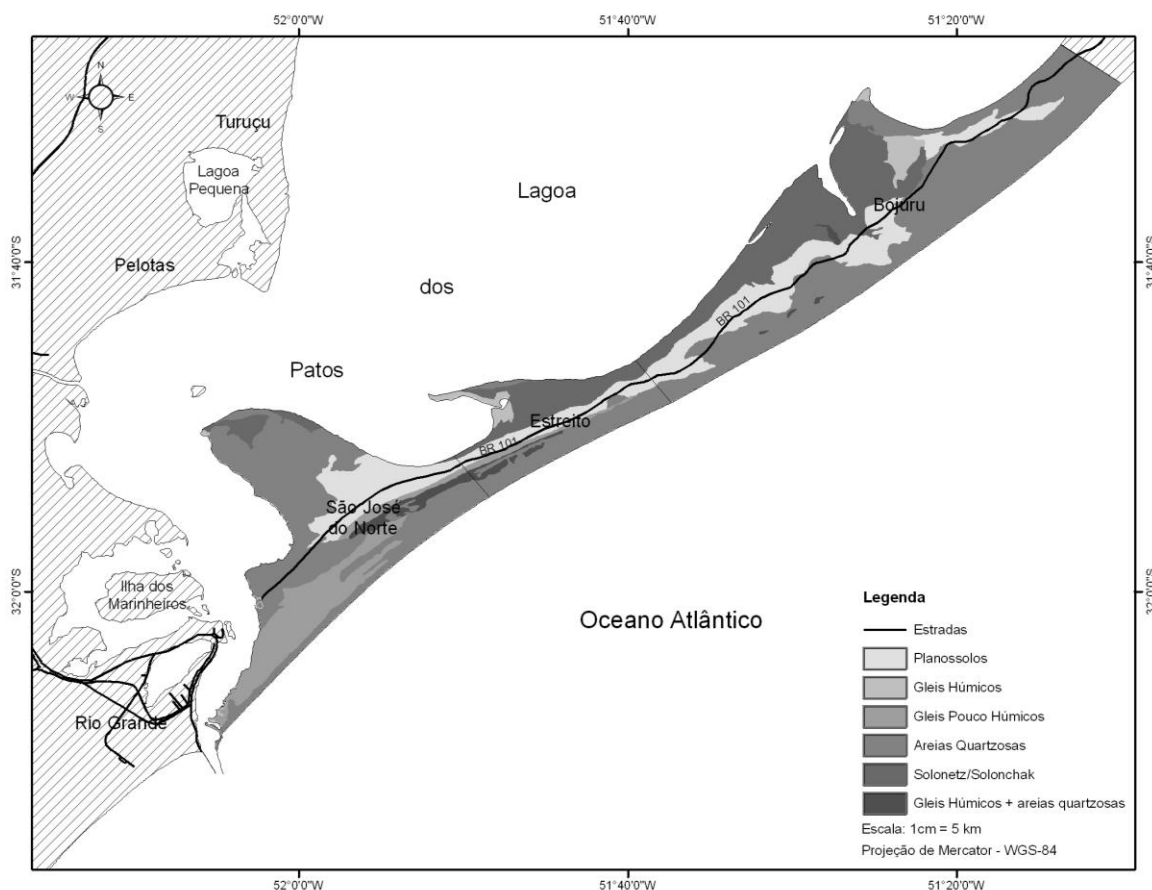 52°0'0"W
51°40'0"W
51°20'0"W
N
W
E
S
Turuçu
Lagoa
Pequena
Lagoa
Bojuru
Pelotas
31°40'0"S
31°40'0"S
dos
BR 101
Patos
Estreito
BR 101
São José
do Norte
Ilha dos
Marinheiros
32°0'0"S
32°0'0"S
Oceano Atlântico
Rio Grande
Legenda
Estradas
Planossolos
Gleis Húmicos
Gleis Pouco Húmicos
Areias Quartzosas
Solonetz/Solonchak
Gleis Húmicos + areias quartzosas
Escala: 1cm = 5 km
Projeção de Mercator - WGS-84
52°0'0"W
51°40'0"W
51°20'0"W